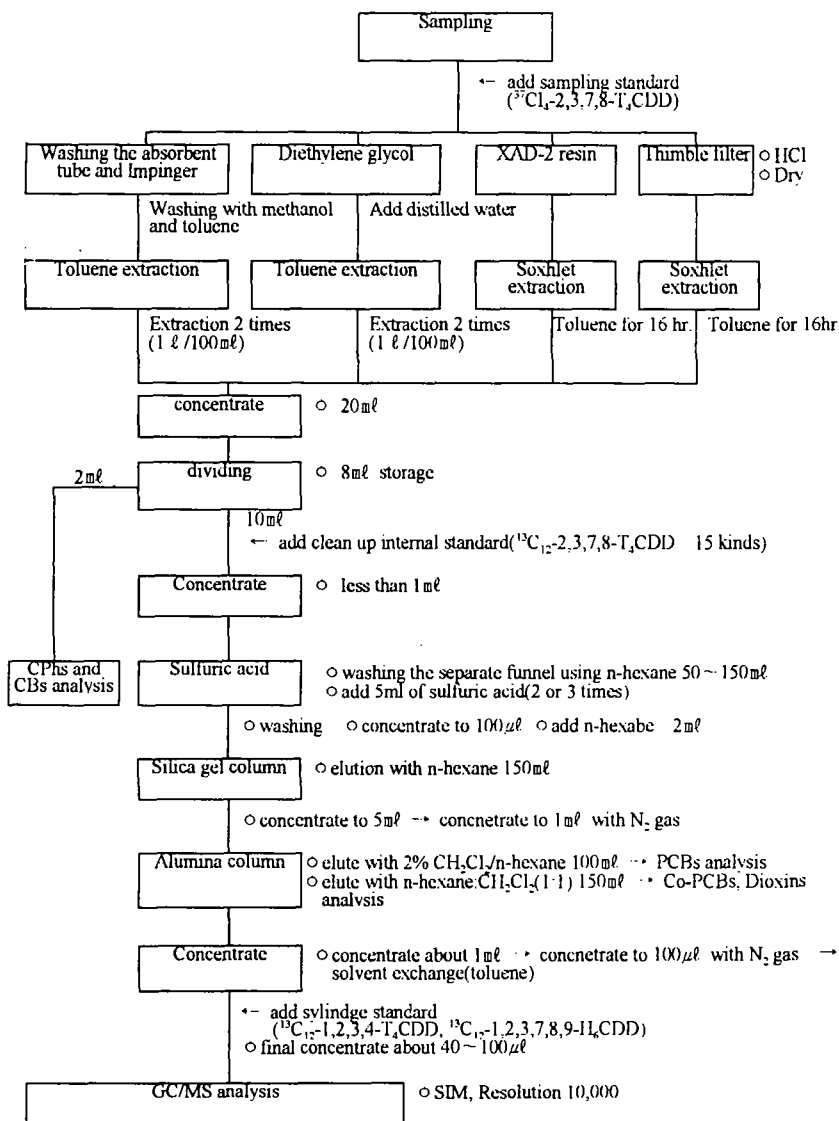 Sampling
← add sampling standard
(³⁷Cl₄-2,3,7,8-T₄CDD)
Washing the absorbent
tube and Impinger
Diethylene glycol
XAD-2 resin
Thimble filter
○ HCl
○ Dry
Washing with methanol
and toluene
Add distilled water
Toluene extraction
Toluene extraction
Soxhlet
extraction
Soxhlet
extraction
Extraction 2 times
(1 ℓ/100㎖)
Extraction 2 times
(1 ℓ/100㎖)
Toluene for 16 hr.
Toluene for 16hr
concentrate
○ 20㎖
2㎖
dividing
○ 8㎖ storage
10㎖
← add clean up internal standard(¹³C₁₂-2,3,7,8-T₄CDD 15 kinds)
Concentrate
○ less than 1㎖
CPhs and
CBs analysis
Sulfuric acid
○ washing the separate funnel using n-hexane 50~150㎖
○ add 5ml of sulfuric acid(2 or 3 times)
○ washing ○ concentrate to 100㎕ ○ add n-hexabe 2㎖
Silica gel column
○ elution with n-hexane 150㎖
○ concentrate to 5㎖ → concnetrate to 1㎖ with N₂ gas
Alumina column
○ elute with 2% CH₂Cl₂/n-hexane 100㎖ → PCBs analysis
○ elute with n-hexane:CH₂Cl₂(1:1) 150㎖ → Co-PCBs, Dioxins
analysis
Concentrate
○ concentrate about 1㎖ → concnetrate to 100㎕ with N₂ gas →
solvent exchange(toluene)
← add sylindge standard
(¹³C₁₂-1,2,3,4-T₄CDD, ¹³C₁₂-1,2,3,7,8,9-H₆CDD)
○ final concentrate about 40~100㎕
GC/MS analysis
○ SIM, Resolution 10,000